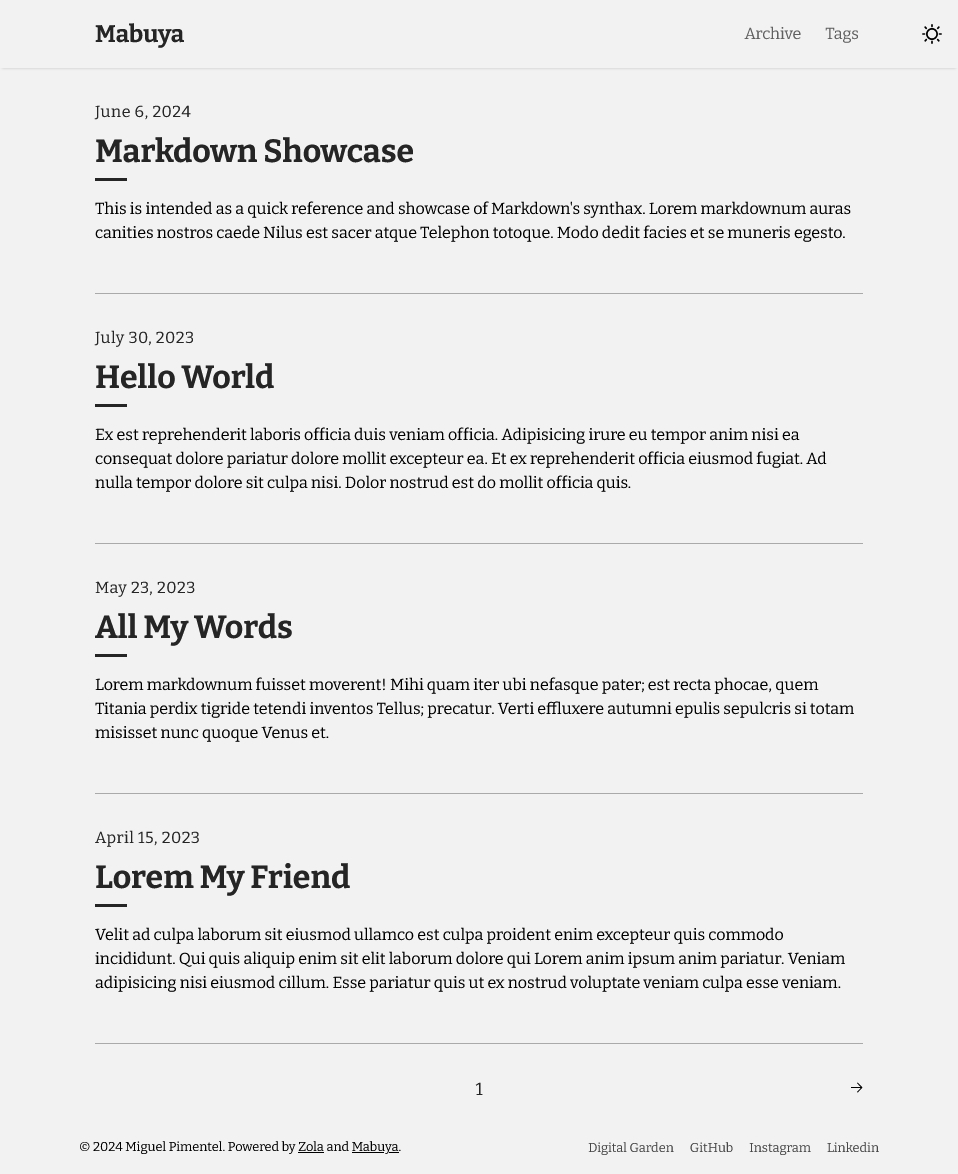 Mabuya
Archive Tags
June 6, 2024
Markdown Showcase
This is intended as a quick reference and showcase of Markdown's synthax. Lorem markdownum auras
canities nostros caede Nilus est sacer atque Telephon totoque. Modo dedit facies et se muneris egesto.
July 30, 2023
Hello World
Ex est reprehenderit laboris officia duis veniam officia. Adipisicing irure eu tempor anim nisi ea
consequat dolore pariatur dolore mollit excepteur ea. Et ex reprehenderit officia eiusmod fugiat. Ad
nulla tempor dolore sit culpa nisi. Dolor nostrud est do mollit officia quis.
May 23, 2023
All My Words
Lorem markdownum fuisset moverent! Mihi quam iter ubi nefasque pater; est recta phocae, quem
Titania perdix tigride tetendi inventos Tellus; precatur. Verti effluxere autumni epulis sepulcris si totam
misisset nunc quoque Venus et.
April 15, 2023
Lorem My Friend
Velit ad culpa laborum sit eiusmod ullamco est culpa proident enim excepteur quis commodo
incididunt. Qui quis aliquip enim sit elit laborum dolore qui Lorem anim ipsum anim pariatur. Veniam
adipisicing nisi eiusmod cillum. Esse pariatur quis ut ex nostrud voluptate veniam culpa esse veniam.
1 →
© 2024 Miguel Pimentel. Powered by Zola and Mabuya.
Digital Garden GitHub Instagram Linkedin